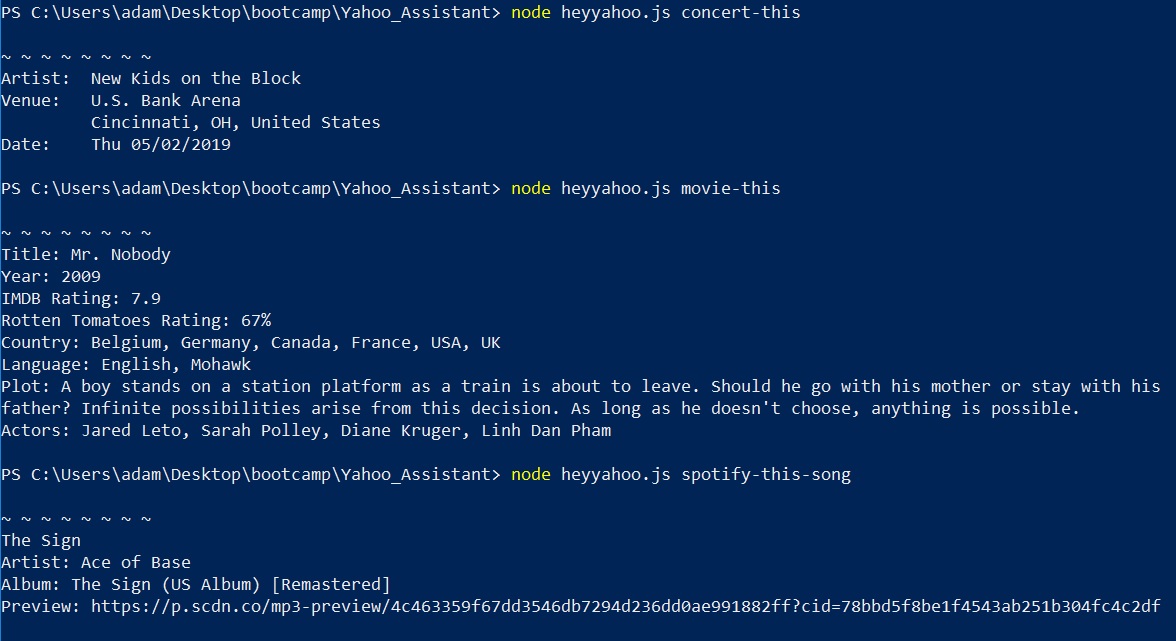 PS C:\Users\adam\Desktop\bootcamp\Yahoo_Assistant> node heyyahoo.js concert-this
~ ~ ~ ~ ~ ~ ~ ~
Artist:  New Kids on the Block
Venue:   U.S. Bank Arena
         Cincinnati, OH, United States
Date:    Thu 05/02/2019
PS C:\Users\adam\Desktop\bootcamp\Yahoo_Assistant> node heyyahoo.js movie-this
~ ~ ~ ~ ~ ~ ~ ~
Title: Mr. Nobody
Year: 2009
IMDB Rating: 7.9
Rotten Tomatoes Rating: 67%
Country: Belgium, Germany, Canada, France, USA, UK
Language: English, Mohawk
Plot: A boy stands on a station platform as a train is about to leave. Should he go with his mother or stay with his
father? Infinite possibilities arise from this decision. As long as he doesn't choose, anything is possible.
Actors: Jared Leto, Sarah Polley, Diane Kruger, Linh Dan Pham
PS C:\Users\adam\Desktop\bootcamp\Yahoo_Assistant> node heyyahoo.js spotify-this-song
~ ~ ~ ~ ~ ~ ~ ~
The Sign
Artist: Ace of Base
Album: The Sign (US Album) [Remastered]
Preview: https://p.scdn.co/mp3-preview/4c463359f67dd3546db7294d236dd0ae991882ff?cid=78bbd5f8be1f4543ab251b304fc4c2df